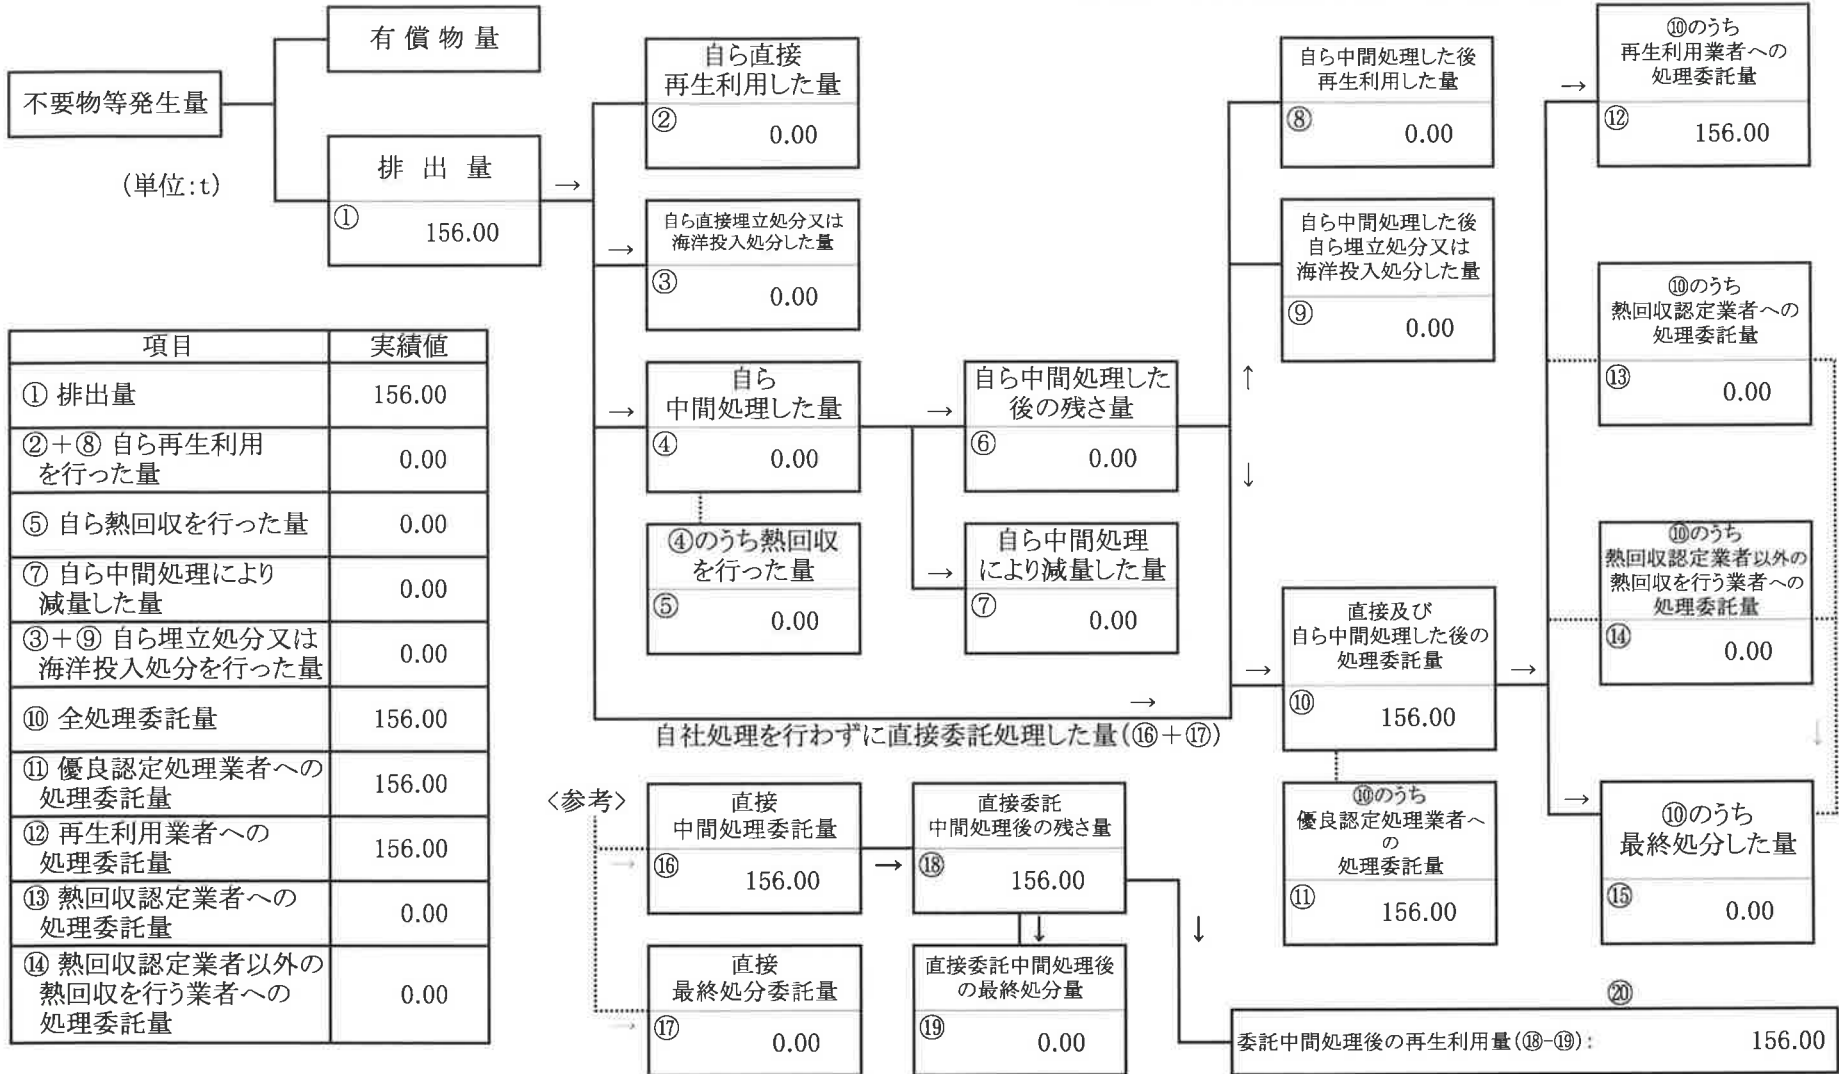 有償物量
不要物等発生量
(単位:t)
排出量
①
156.00
自ら直接
再生利用した量
②
0.00
自ら直接埋立処分又は
海洋投入処分した量
③
0.00
自ら
中間処理した量
④
0.00
④のうち熱回収
を行った量
⑤
0.00
自ら中間処理した
後の残さ量
⑥
0.00
自ら中間処理
により減量した量
⑦
0.00
自ら中間処理した後
再生利用した量
⑧
0.00
自ら中間処理した後
自ら埋立処分又は
海洋投入処分した量
⑨
0.00
直接及び
自ら中間処理した後の
処理委託量
⑩
156.00
⑩のうち
優良認定処理業者へ
の
処理委託量
⑪
156.00
⑩のうち
再生利用業者への
処理委託量
⑫
156.00
⑩のうち
熱回収認定業者への
処理委託量
⑬
0.00
⑩のうち
熱回収認定業者以外の
熱回収を行う業者への
処理委託量
⑭
0.00
⑩のうち
最終処分した量
⑮
0.00
自社処理を行わずに直接委託処理した量(⑯+⑰)
〈参考〉
直接
中間処理委託量
⑯
156.00
直接
最終処分委託量
⑰
0.00
直接委託
中間処理後の残さ量
⑱
156.00
直接委託中間処理後
の最終処分量
⑲
0.00
⑳
委託中間処理後の再生利用量(⑱-⑲): 156.00
項目 実績値
① 排出量 156.00
②+⑧ 自ら再生利用
を行った量 0.00
⑤ 自ら熱回収を行った量 0.00
⑦ 自ら中間処理により
減量した量 0.00
③+⑨ 自ら埋立処分又は
海洋投入処分を行った量 0.00
⑩ 全処理委託量 156.00
⑪ 優良認定処理業者への
処理委託量 156.00
⑫ 再生利用業者への
処理委託量 156.00
⑬ 熱回収認定業者への
処理委託量 0.00
⑭ 熱回収認定業者以外の
熱回収を行う業者への 0.00
処理委託量